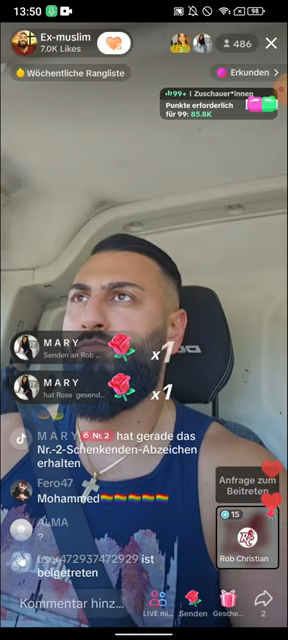 13:50
98
Ex-muslim
7.0K Likes
486
Wöchentliche Rangliste
Erkunden
99+ | Zuschauer*innen
Punkte erforderlich
für 99: 85.8K
MARY
Senden an Rob ...
x1
MARY
hat Rose gesend...
x1
MARY Nr. 2 hat gerade das
Nr.-2-Schenkenden-Abzeichen
erhalten
Fero47
Mohammed
ALMA
?
user472937472929 ist
beigetreten
Anfrage zum
Beitreten
15
Rob Christian
Kommentar hinz...
LIVE mi...
Senden
Gesche...
2